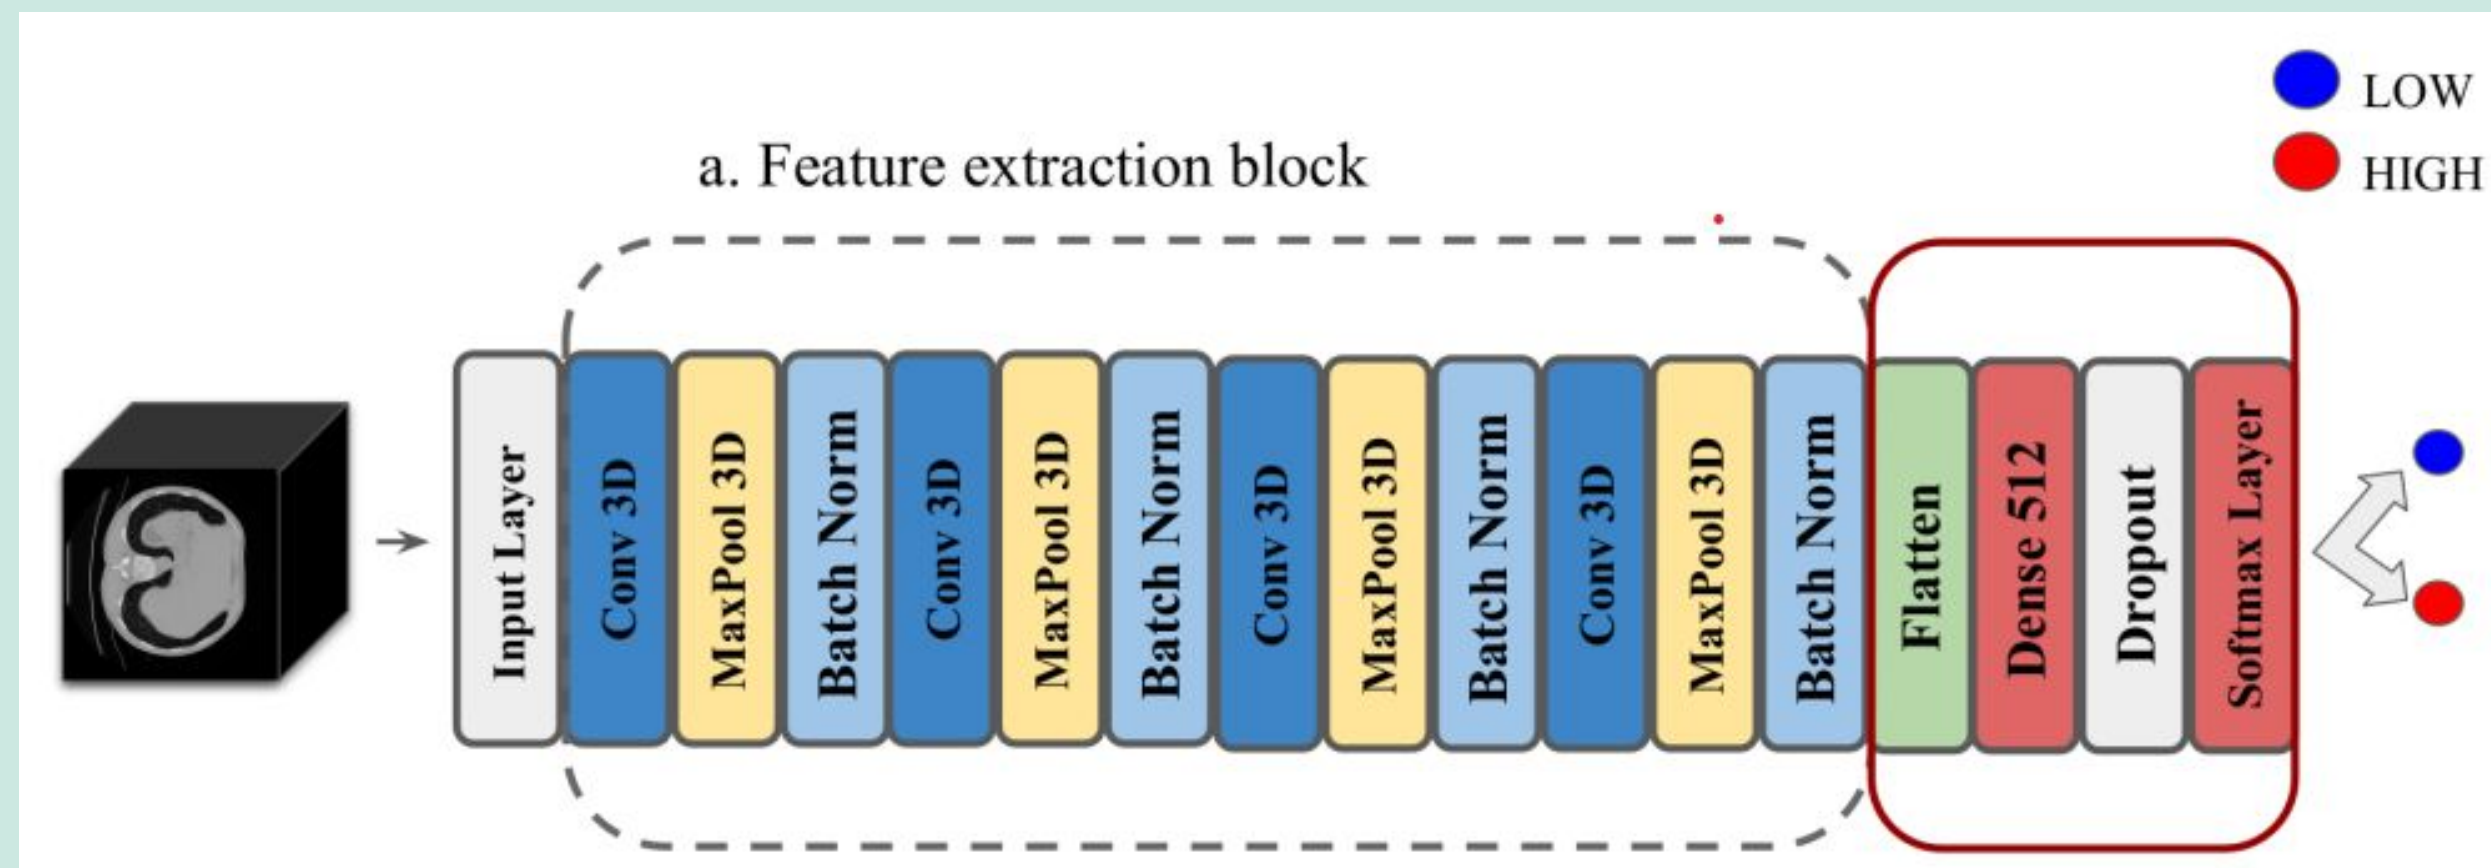 LOW
HIGH
a. Feature extraction block
Input Layer
Conv 3D
MaxPool 3D
Batch Norm
Conv 3D
MaxPool 3D
Batch Norm
Conv 3D
MaxPool 3D
Batch Norm
Conv 3D
MaxPool 3D
Batch Norm
Flatten
Dense 512
Dropout
Softmax Layer